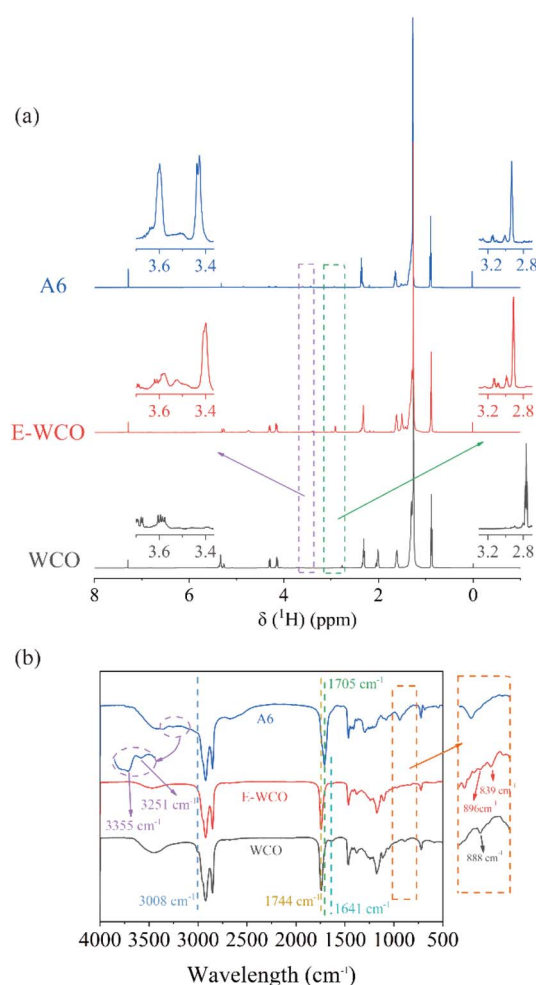 (a)
3.6 3.4
3.2 2.8
A6
3.6 3.4
3.2 2.8
E-WCO
3.6 3.4
3.2 2.8
WCO
8 6 4 2 0
δ (¹H) (ppm)
(b)
1705 cm⁻¹
A6
3251 cm⁻¹
3355 cm⁻¹
E-WCO
839 cm
896cm⁻¹
WCO
888 cm⁻¹
3008 cm⁻¹
1744 cm⁻¹
1641 cm⁻¹
4000 3500 3000 2500 2000 1500 1000 500
Wavelength (cm⁻¹)